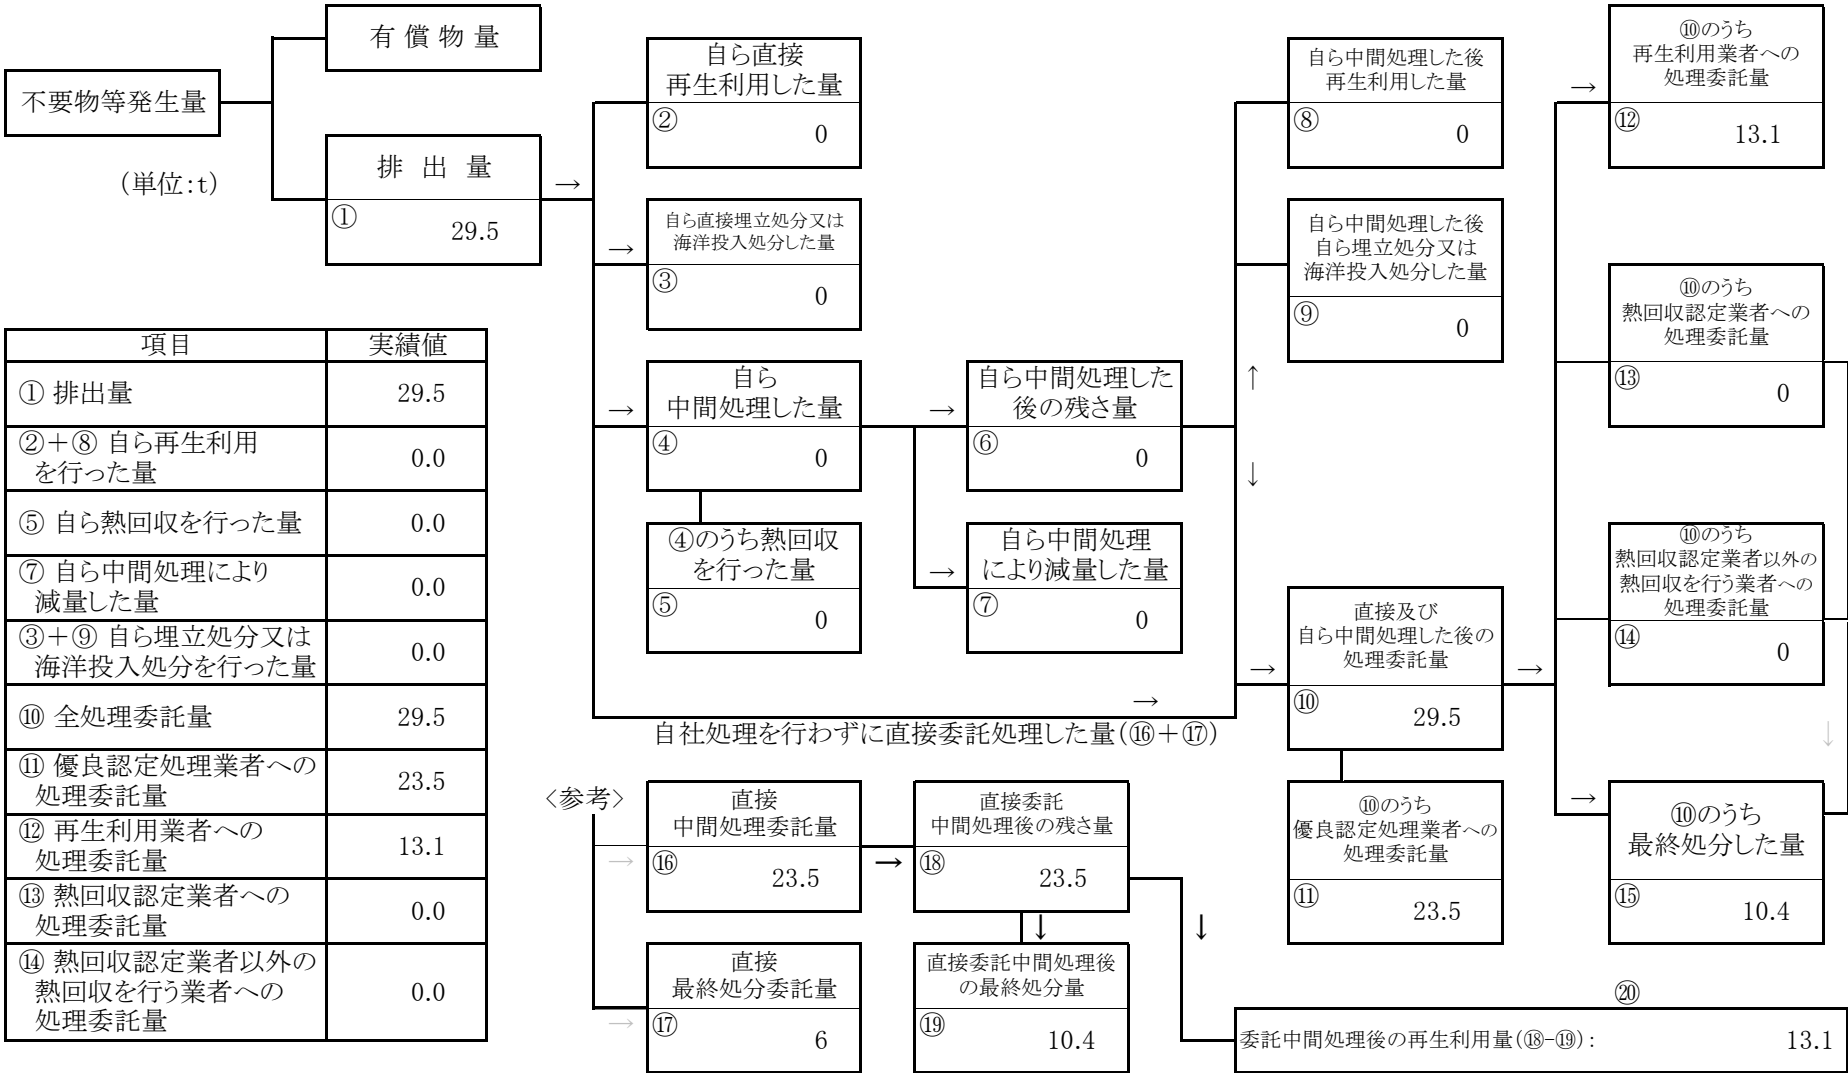 有償物量
不要物等発生量
(単位:t)
排出量
①
29.5
→
自ら直接
再生利用した量
②
0
→
自ら直接埋立処分又は
海洋投入処分した量
③
0
→
自ら
中間処理した量
④
0
④のうち熱回収
を行った量
⑤
0
→
自ら中間処理した
後の残さ量
⑥
0
→
自ら中間処理
により減量した量
⑦
0
自ら中間処理した後
再生利用した量
⑧
0
自ら中間処理した後
自ら埋立処分又は
海洋投入処分した量
⑨
0
↑
↓
→
自社処理を行わずに直接委託処理した量(⑯+⑰)
→
直接及び
自ら中間処理した後の
処理委託量
⑩
29.5
→
⑩のうち
優良認定処理業者への
処理委託量
⑪
23.5
→
⑩のうち
再生利用業者への
処理委託量
⑫
13.1
⑩のうち
熱回収認定業者への
処理委託量
⑬
0
⑩のうち
熱回収認定業者以外の
熱回収を行う業者への
処理委託量
⑭
0
↓
→
⑩のうち
最終処分した量
⑮
10.4
項目 実績値
① 排出量 29.5
②+⑧ 自ら再生利用
を行った量 0.0
⑤ 自ら熱回収を行った量 0.0
⑦ 自ら中間処理により
減量した量 0.0
③+⑨ 自ら埋立処分又は
海洋投入処分を行った量 0.0
⑩ 全処理委託量 29.5
⑪ 優良認定処理業者への
処理委託量 23.5
⑫ 再生利用業者への
処理委託量 13.1
⑬ 熱回収認定業者への
処理委託量 0.0
⑭ 熱回収認定業者以外の
熱回収を行う業者への
処理委託量 0.0
〈参考〉
→
直接
中間処理委託量
⑯
23.5
→
直接委託
中間処理後の残さ量
⑱
23.5
↓
↓
→
直接
最終処分委託量
⑰
6
直接委託中間処理後
の最終処分量
⑲
10.4
⑳
委託中間処理後の再生利用量(⑱-⑲): 13.1